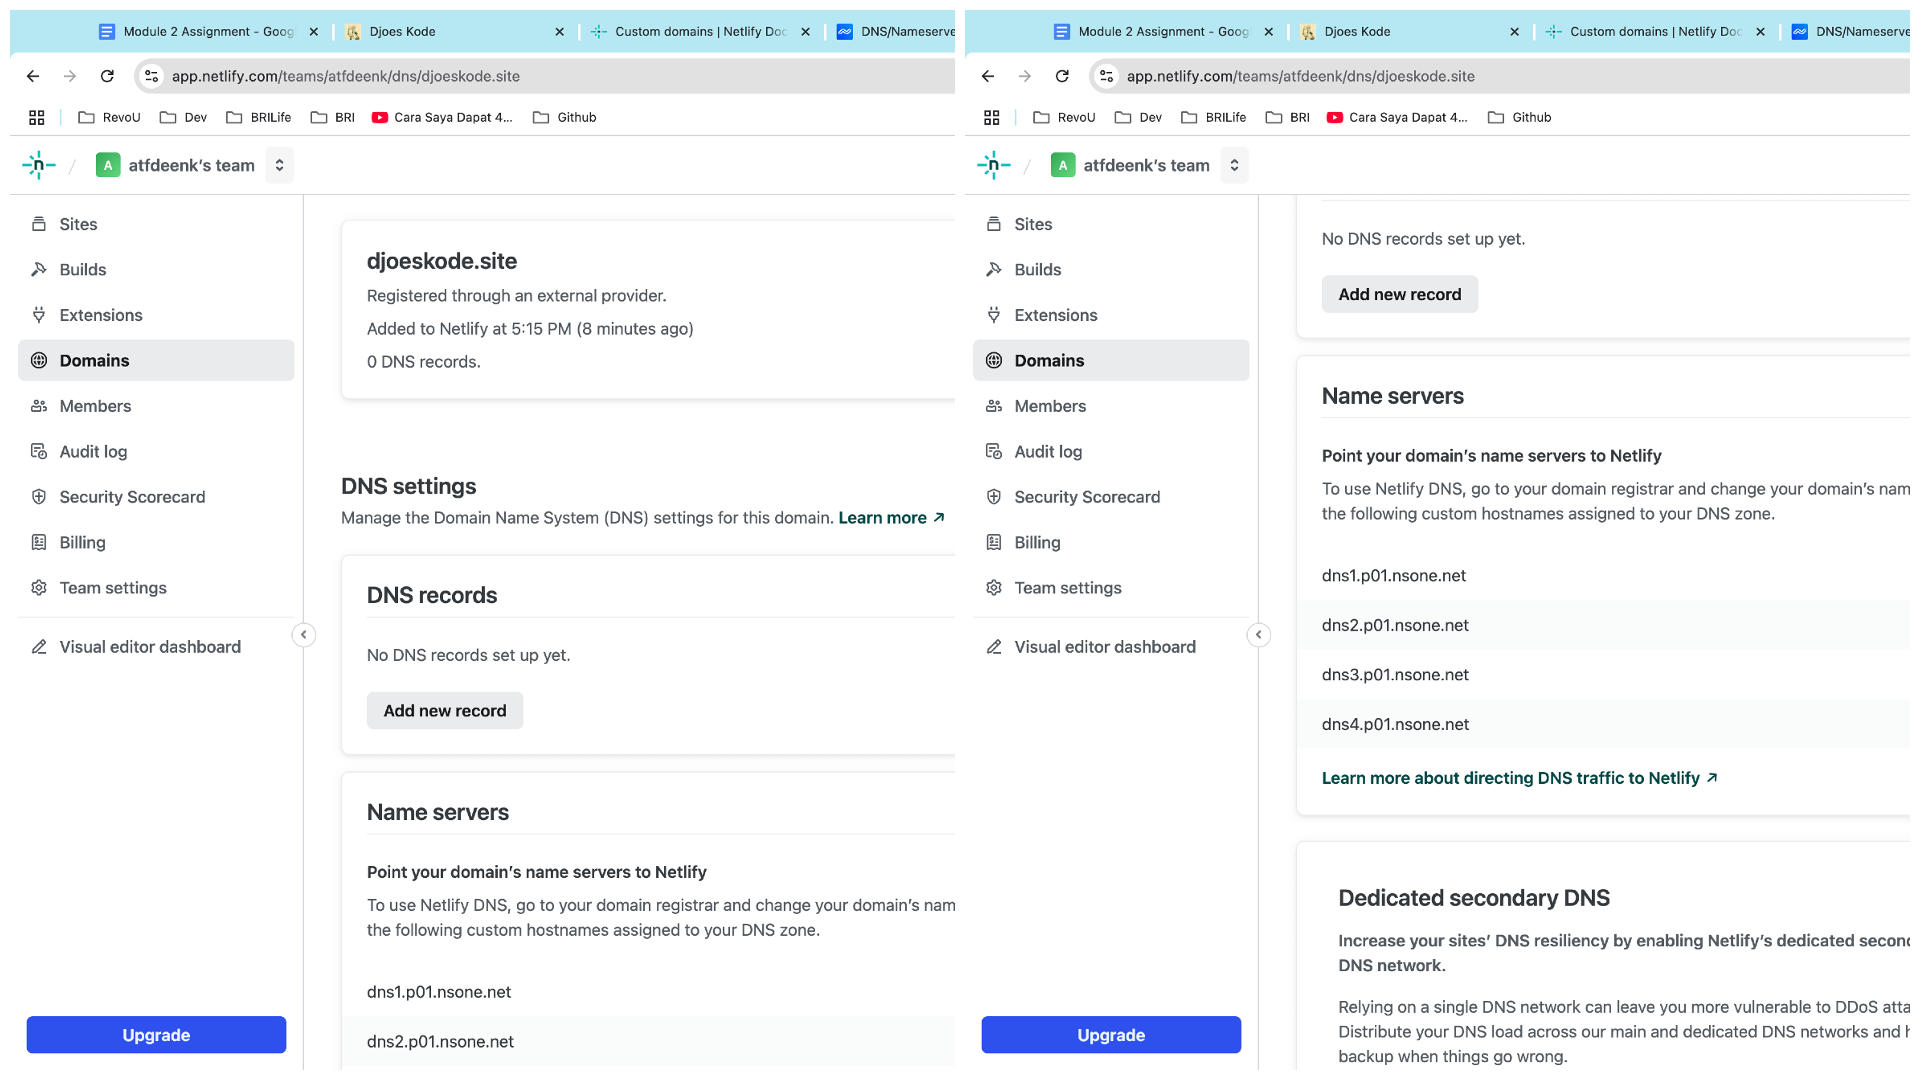 Module 2 Assignment - Goog
Djoes Kode
Custom domains | Netlify Doc
DNS/Nameserve
app.netlify.com/teams/atfdeenk/dns/djoeskode.site
RevoU
Dev
BRILife
BRI
Cara Saya Dapat 4...
Github
n
/
A
atfdeenk's team
Sites
Builds
Extensions
Domains
Members
Audit log
Security Scorecard
Billing
Team settings
Visual editor dashboard
Upgrade
djoeskode.site
Registered through an external provider.
Added to Netlify at 5:15 PM (8 minutes ago)
0 DNS records.
DNS settings
Manage the Domain Name System (DNS) settings for this domain. Learn more ↗
DNS records
No DNS records set up yet.
Add new record
Name servers
Point your domain's name servers to Netlify
To use Netlify DNS, go to your domain registrar and change your domain's nam
the following custom hostnames assigned to your DNS zone.
dns1.p01.nsone.net
dns2.p01.nsone.net
Module 2 Assignment - Goog
Djoes Kode
Custom domains | Netlify Doc
DNS/Nameserve
app.netlify.com/teams/atfdeenk/dns/djoeskode.site
RevoU
Dev
BRILife
BRI
Cara Saya Dapat 4...
Github
n
/
A
atfdeenk's team
Sites
Builds
Extensions
Domains
Members
Audit log
Security Scorecard
Billing
Team settings
Visual editor dashboard
Upgrade
No DNS records set up yet.
Add new record
Name servers
Point your domain's name servers to Netlify
To use Netlify DNS, go to your domain registrar and change your domain's nam
the following custom hostnames assigned to your DNS zone.
dns1.p01.nsone.net
dns2.p01.nsone.net
dns3.p01.nsone.net
dns4.p01.nsone.net
Learn more about directing DNS traffic to Netlify ↗
Dedicated secondary DNS
Increase your sites' DNS resiliency by enabling Netlify's dedicated secon
DNS network.
Relying on a single DNS network can leave you more vulnerable to DDoS atta
Distribute your DNS load across our main and dedicated DNS networks and h
backup when things go wrong.